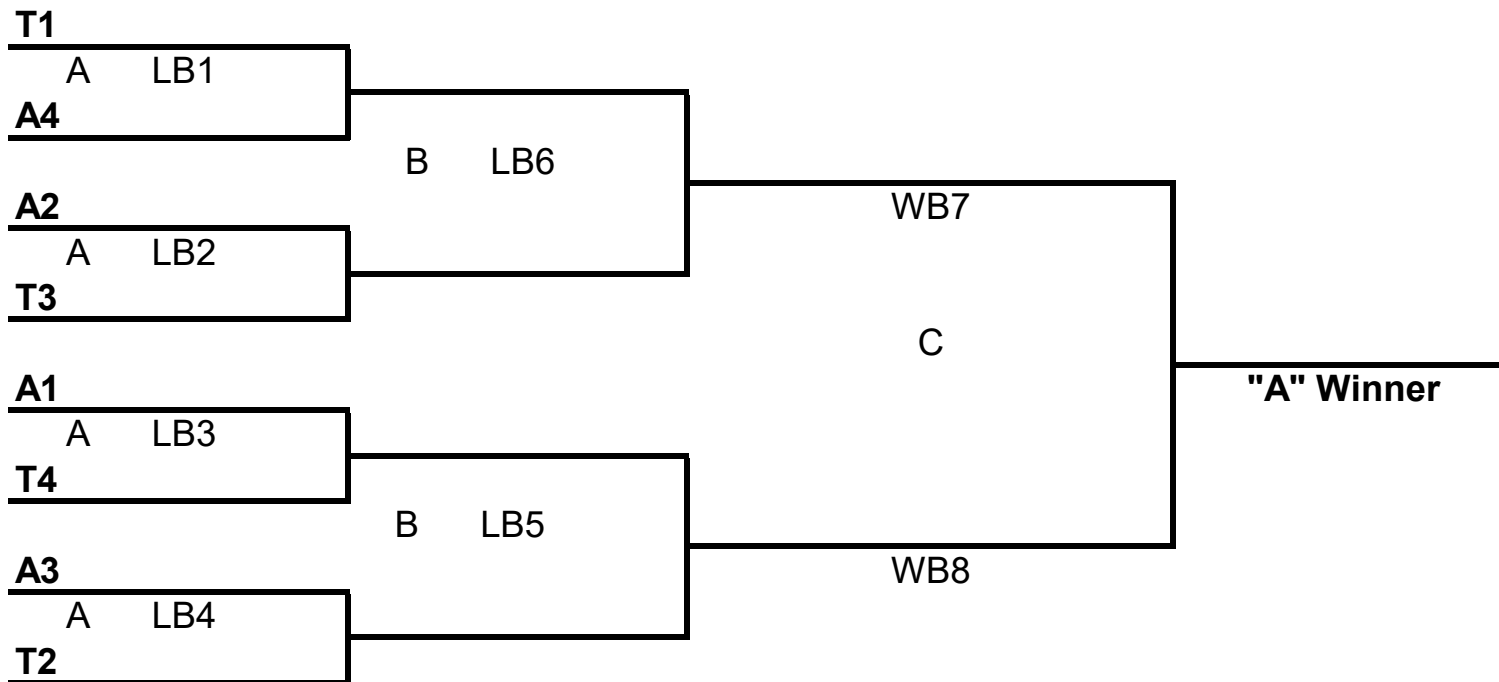 T1
A LB1
A4
B LB6
A2
WB7
A LB2
T3
C
A1
"A" Winner
A LB3
T4
B LB5
A3
WB8
A LB4
T2